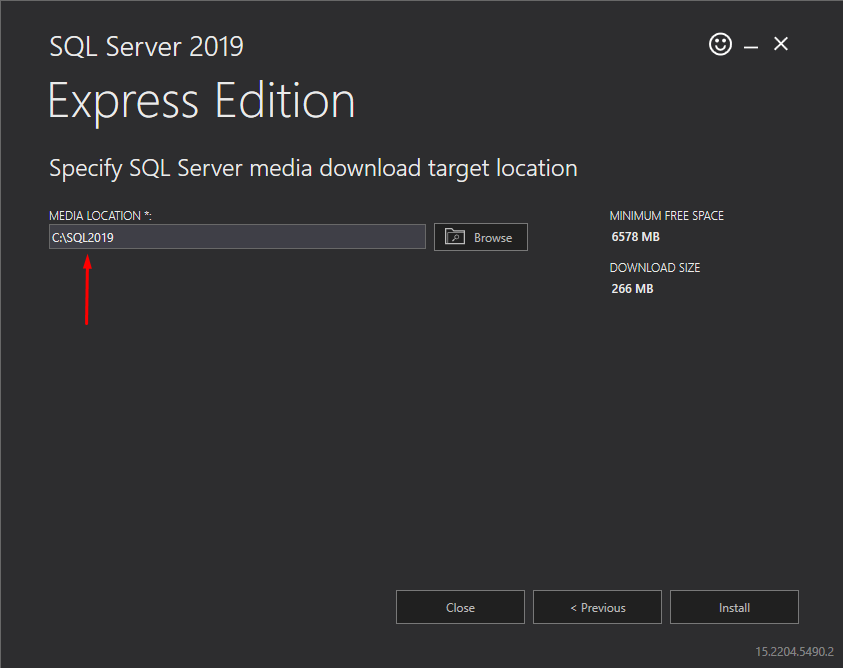 SQL Server 2019
Express Edition
Specify SQL Server media download target location
MEDIA LOCATION *:
C:\SQL2019
Browse
MINIMUM FREE SPACE
6578 MB
DOWNLOAD SIZE
266 MB
Close
< Previous
Install
15.2204.5490.2